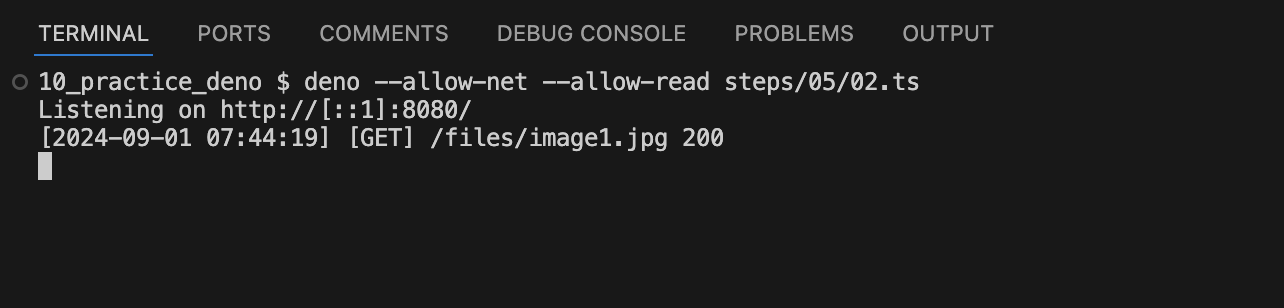 TERMINAL PORTS COMMENTS DEBUG CONSOLE PROBLEMS OUTPUT
10_practice_deno $ deno --allow-net --allow-read steps/05/02.ts
Listening on http://[::1]:8080/
[2024-09-01 07:44:19] [GET] /files/image1.jpg 200